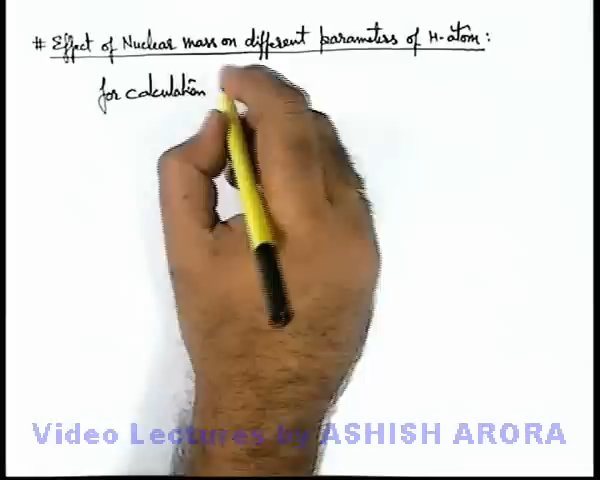 # Effect of Nuclear mass on different parameters of H-atom :
for calculation
Video Lectures by ASHISH ARORA